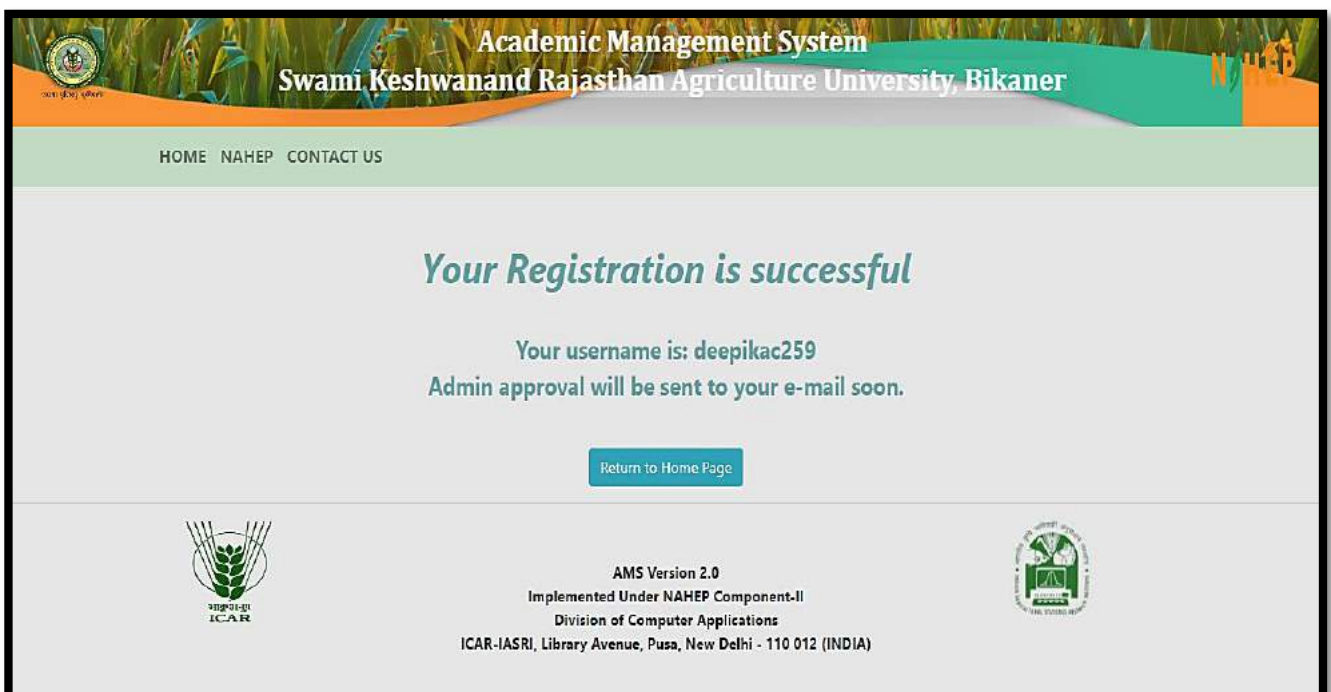 Academic Management System
Swami Keshwanand Rajasthan Agriculture University, Bikaner
NAHEP
HOME NAHEP CONTACT US
Your Registration is successful
Your username is: deepikac259
Admin approval will be sent to your e-mail soon.
Return to Home Page
ICAR
AMS Version 2.0
Implemented Under NAHEP Component-II
Division of Computer Applications
ICAR-IASRI, Library Avenue, Pusa, New Delhi - 110 012 (INDIA)